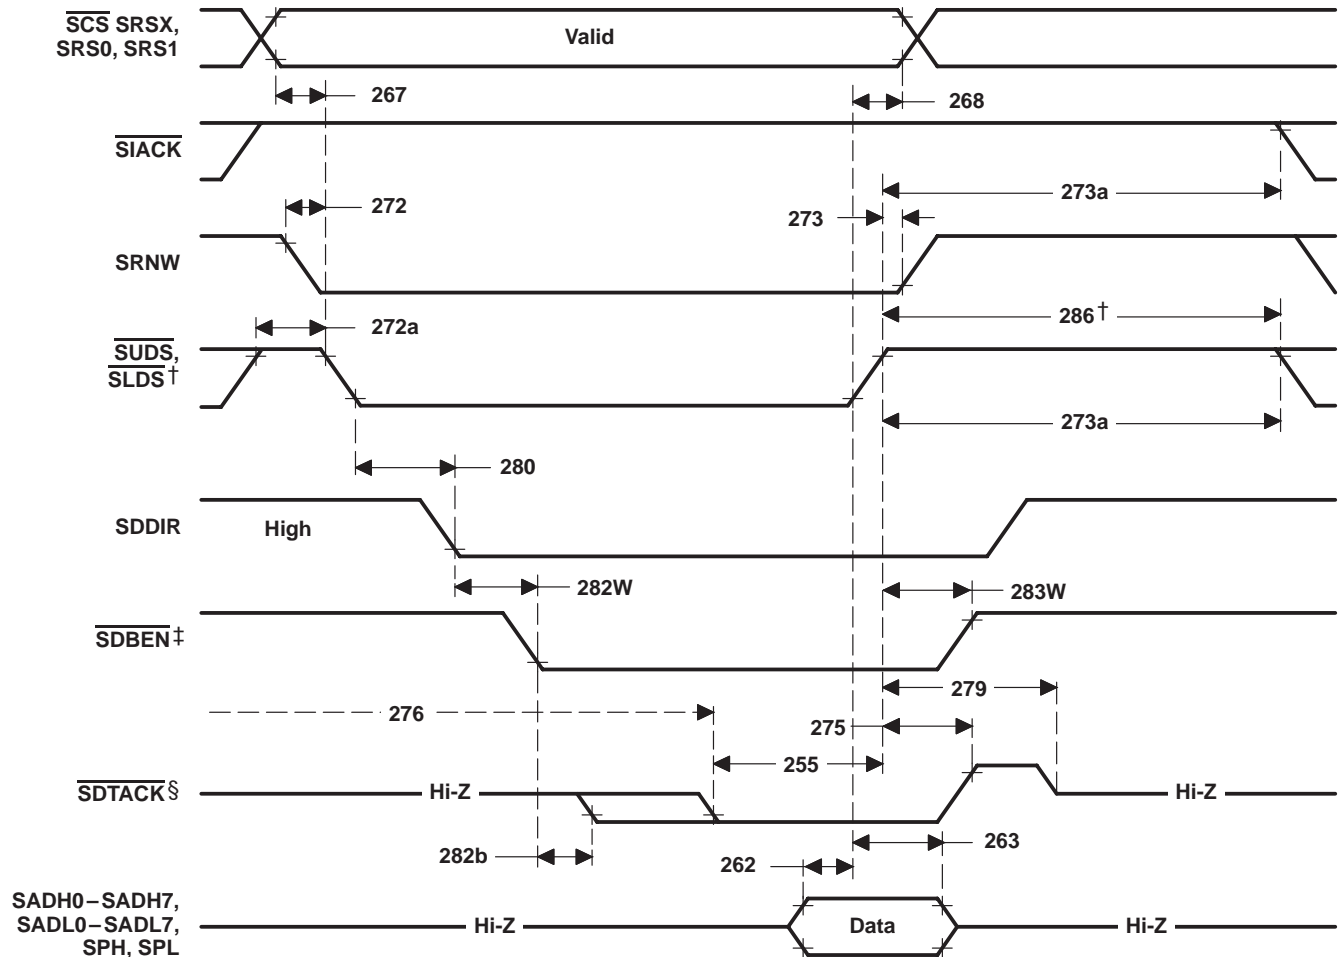 SCS SRSX,
SRS0, SRS1
Valid
267
268
SIACK
273a
272
273
SRNW
286†
272a
SUDS,
SLDS†
273a
280
SDDIR
High
282W
283W
SDBEN‡
279
276
275
255
SDTACK§
Hi-Z
Hi-Z
282b
263
262
SADH0–SADH7,
SADL0–SADL7,
SPH, SPL
Hi-Z
Data
Hi-Z